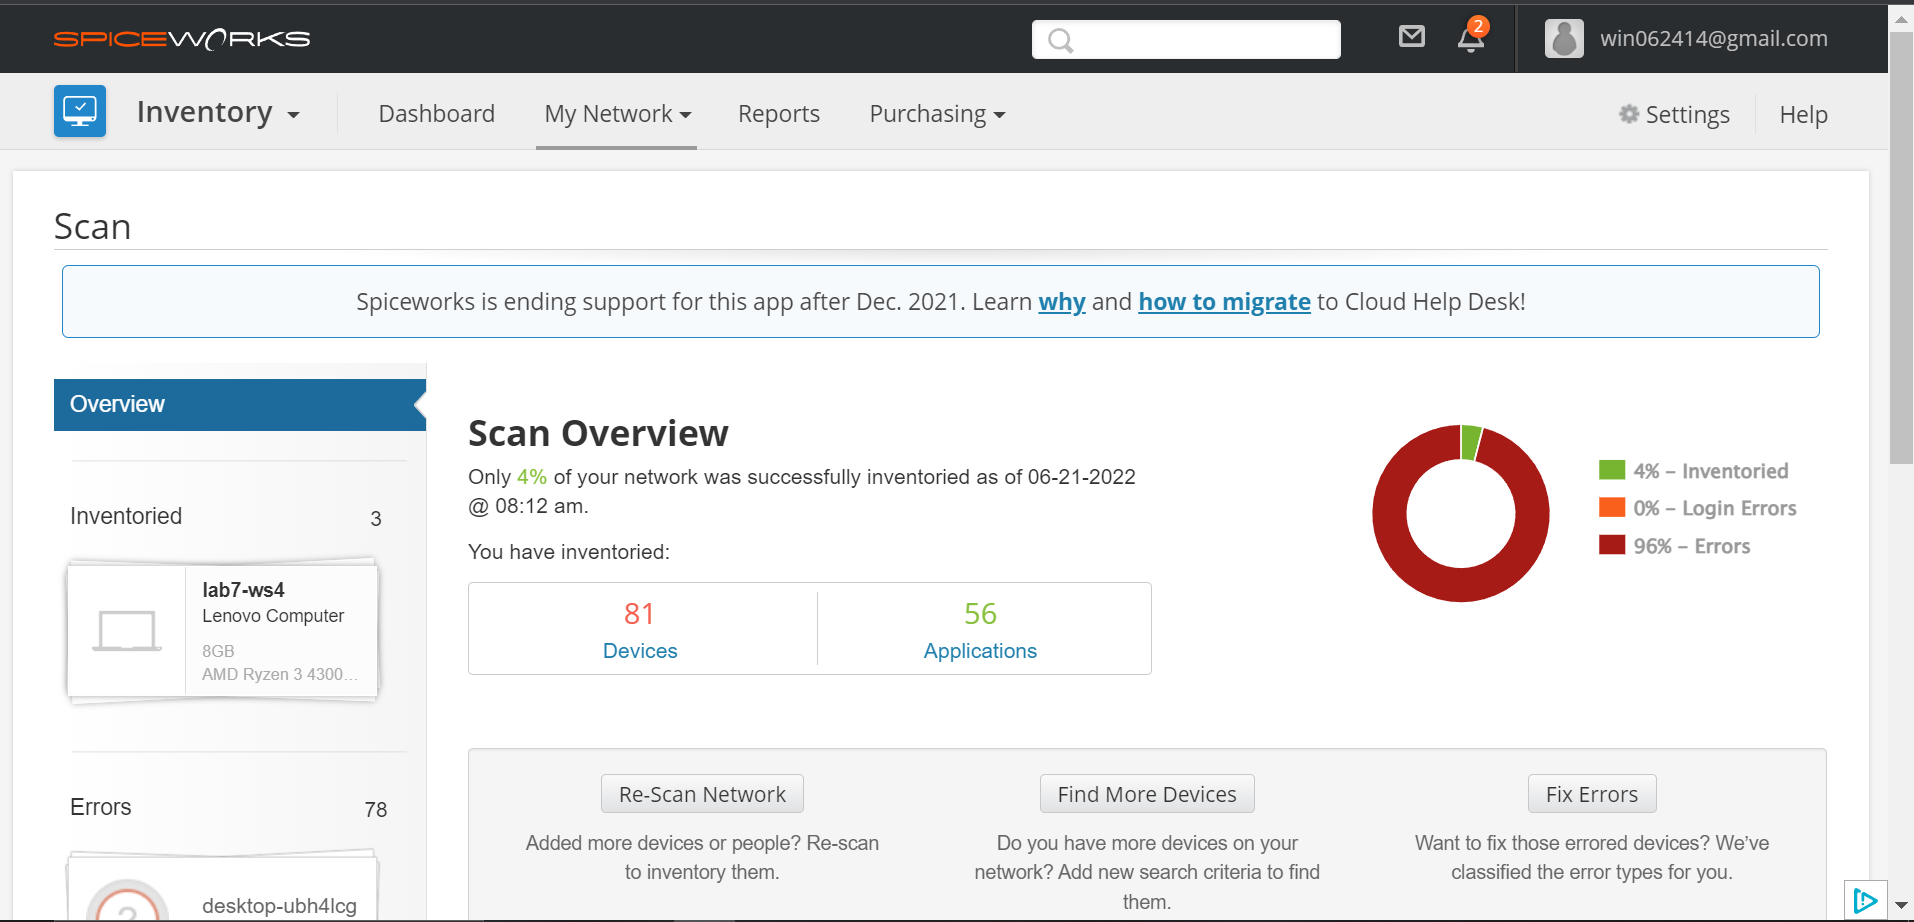 SPICEWORKS
2
win062414@gmail.com
Inventory
Dashboard
My Network
Reports
Purchasing
Settings
Help
Scan
Spiceworks is ending support for this app after Dec. 2021. Learn why and how to migrate to Cloud Help Desk!
Overview
Inventoried
3
lab7-ws4
Lenovo Computer
8GB
AMD Ryzen 3 4300...
Errors
78
desktop-ubh4lcg
Scan Overview
Only 4% of your network was successfully inventoried as of 06-21-2022
@ 08:12 am.
You have inventoried:
81
Devices
56
Applications
4% – Inventoried
0% – Login Errors
96% – Errors
Re-Scan Network
Added more devices or people? Re-scan
to inventory them.
Find More Devices
Do you have more devices on your
network? Add new search criteria to find
them.
Fix Errors
Want to fix those errored devices? We've
classified the error types for you.